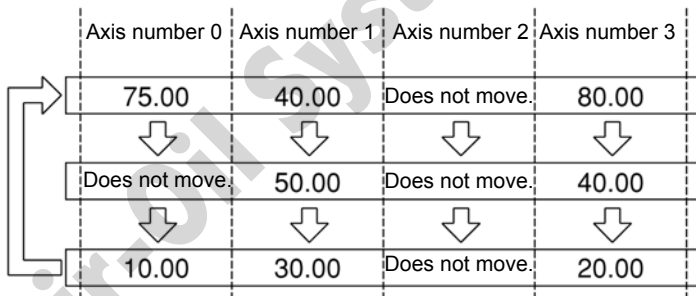 Axis number 0 Axis number 1 Axis number 2 Axis number 3
75.00 40.00 Does not move. 80.00
Does not move. 50.00 Does not move. 40.00
10.00 30.00 Does not move. 20.00